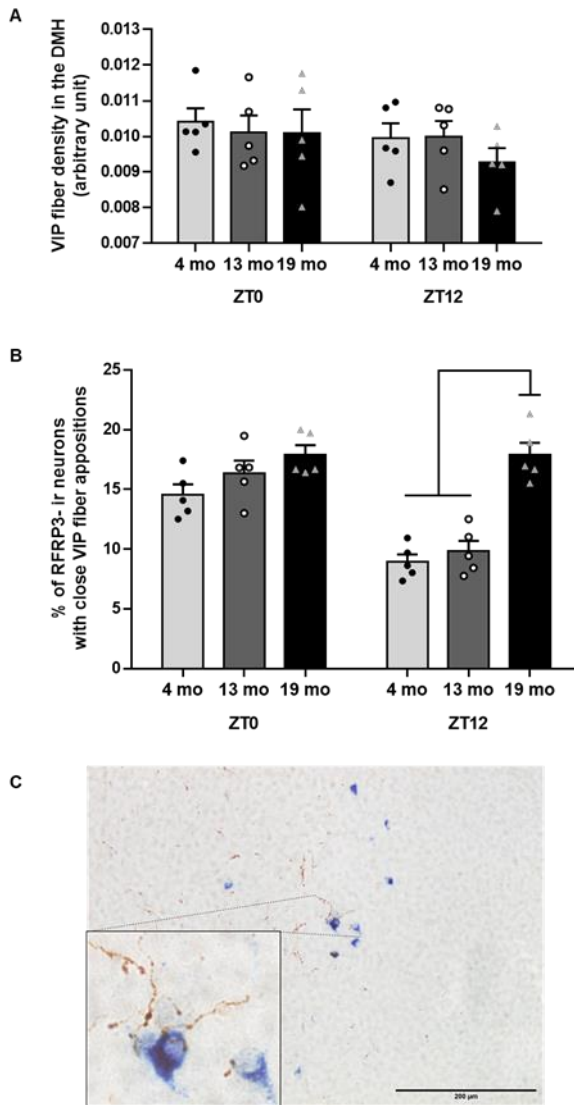 A
VIP fiber density in the DMH
(arbitrary unit)
0.013
0.012
0.011
0.010
0.009
0.008
0.007
4 mo 13 mo 19 mo 4 mo 13 mo 19 mo
ZT0 ZT12
B
% of RFRP3- ir neurons
with close VIP fiber appositions
25
20
15
10
5
0
4 mo 13 mo 19 mo 4 mo 13 mo 19 mo
ZT0 ZT12
C
200 µm